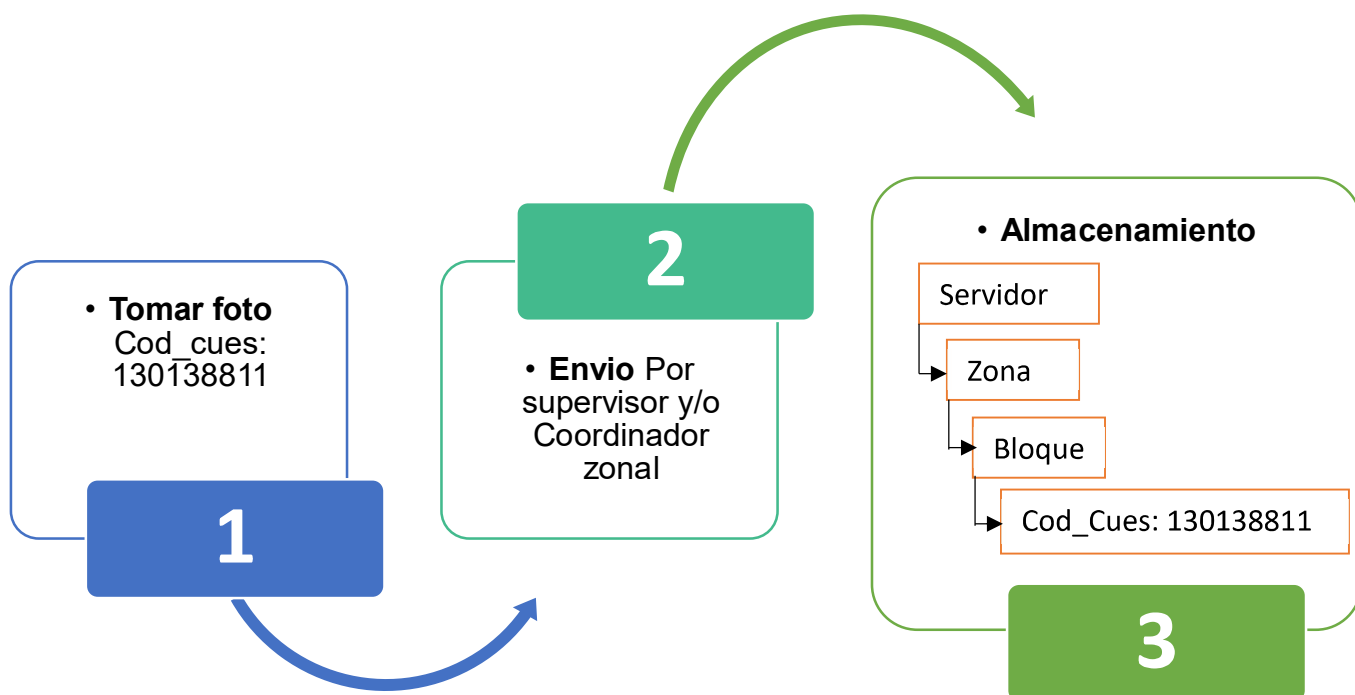 • Tomar foto
Cod_cues:
130138811
1
2
• Envio Por
supervisor y/o
Coordinador
zonal
• Almacenamiento
Servidor
Zona
Bloque
Cod_Cues: 130138811
3